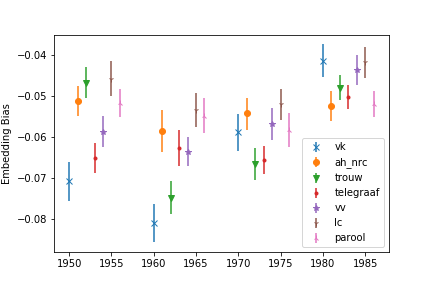 −0.04
−0.05
−0.06
−0.07
−0.08
Embedding Bias
1950 1955 1960 1965 1970 1975 1980 1985
vk
ah_nrc
trouw
telegraaf
vv
lc
parool